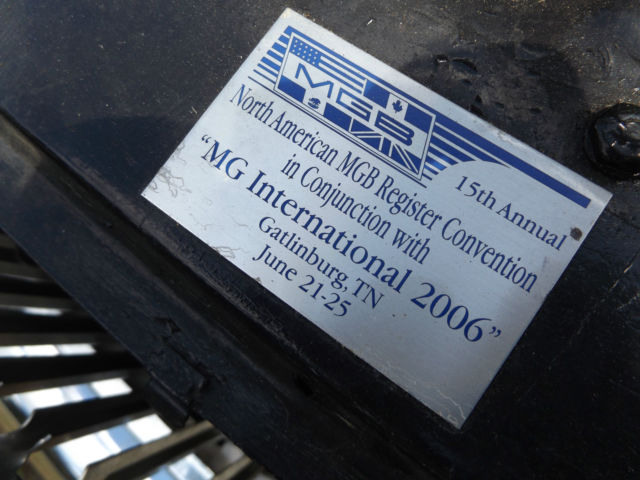 MGB
15th Annual
North American MGB Register Convention
in Conjunction with
"MG International 2006"
Gatlinburg, TN
June 21-25